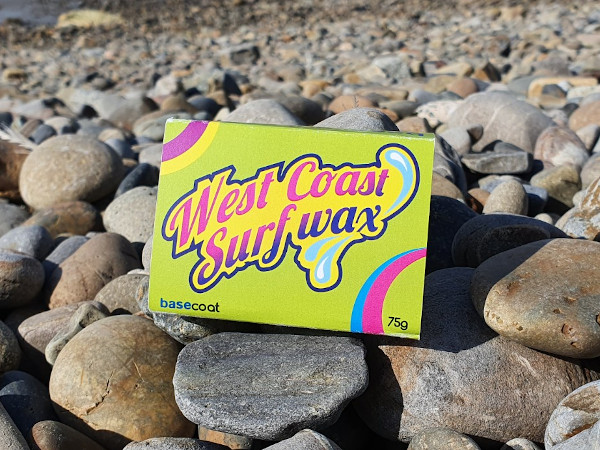 West Coast
Surf wax
basecoat
75g